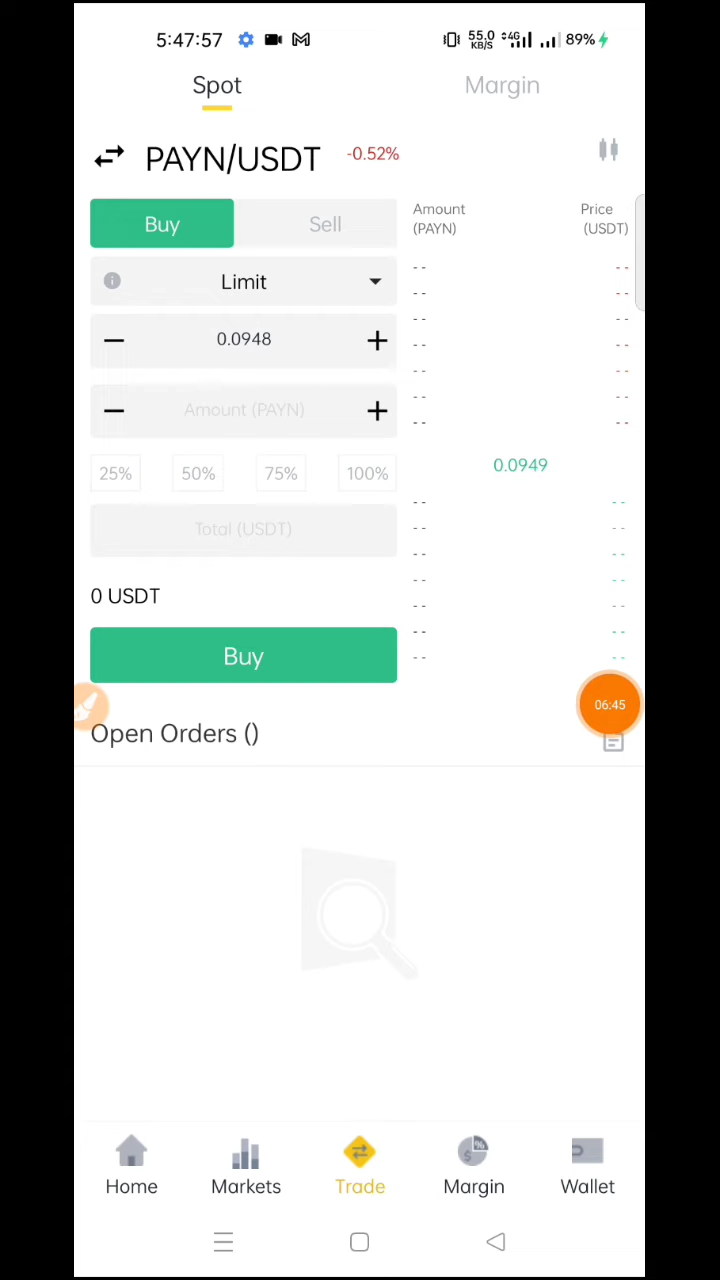 5:47:57 55.0 KB/S 4G 89%
Spot Margin
PAYN/USDT -0.52%
Buy Sell
Amount (PAYN) Price (USDT)
Limit
0.0948
Amount (PAYN)
25% 50% 75% 100%
0.0949
Total (USDT)
0 USDT
Buy
06:45
Open Orders ()
Home Markets Trade Margin Wallet